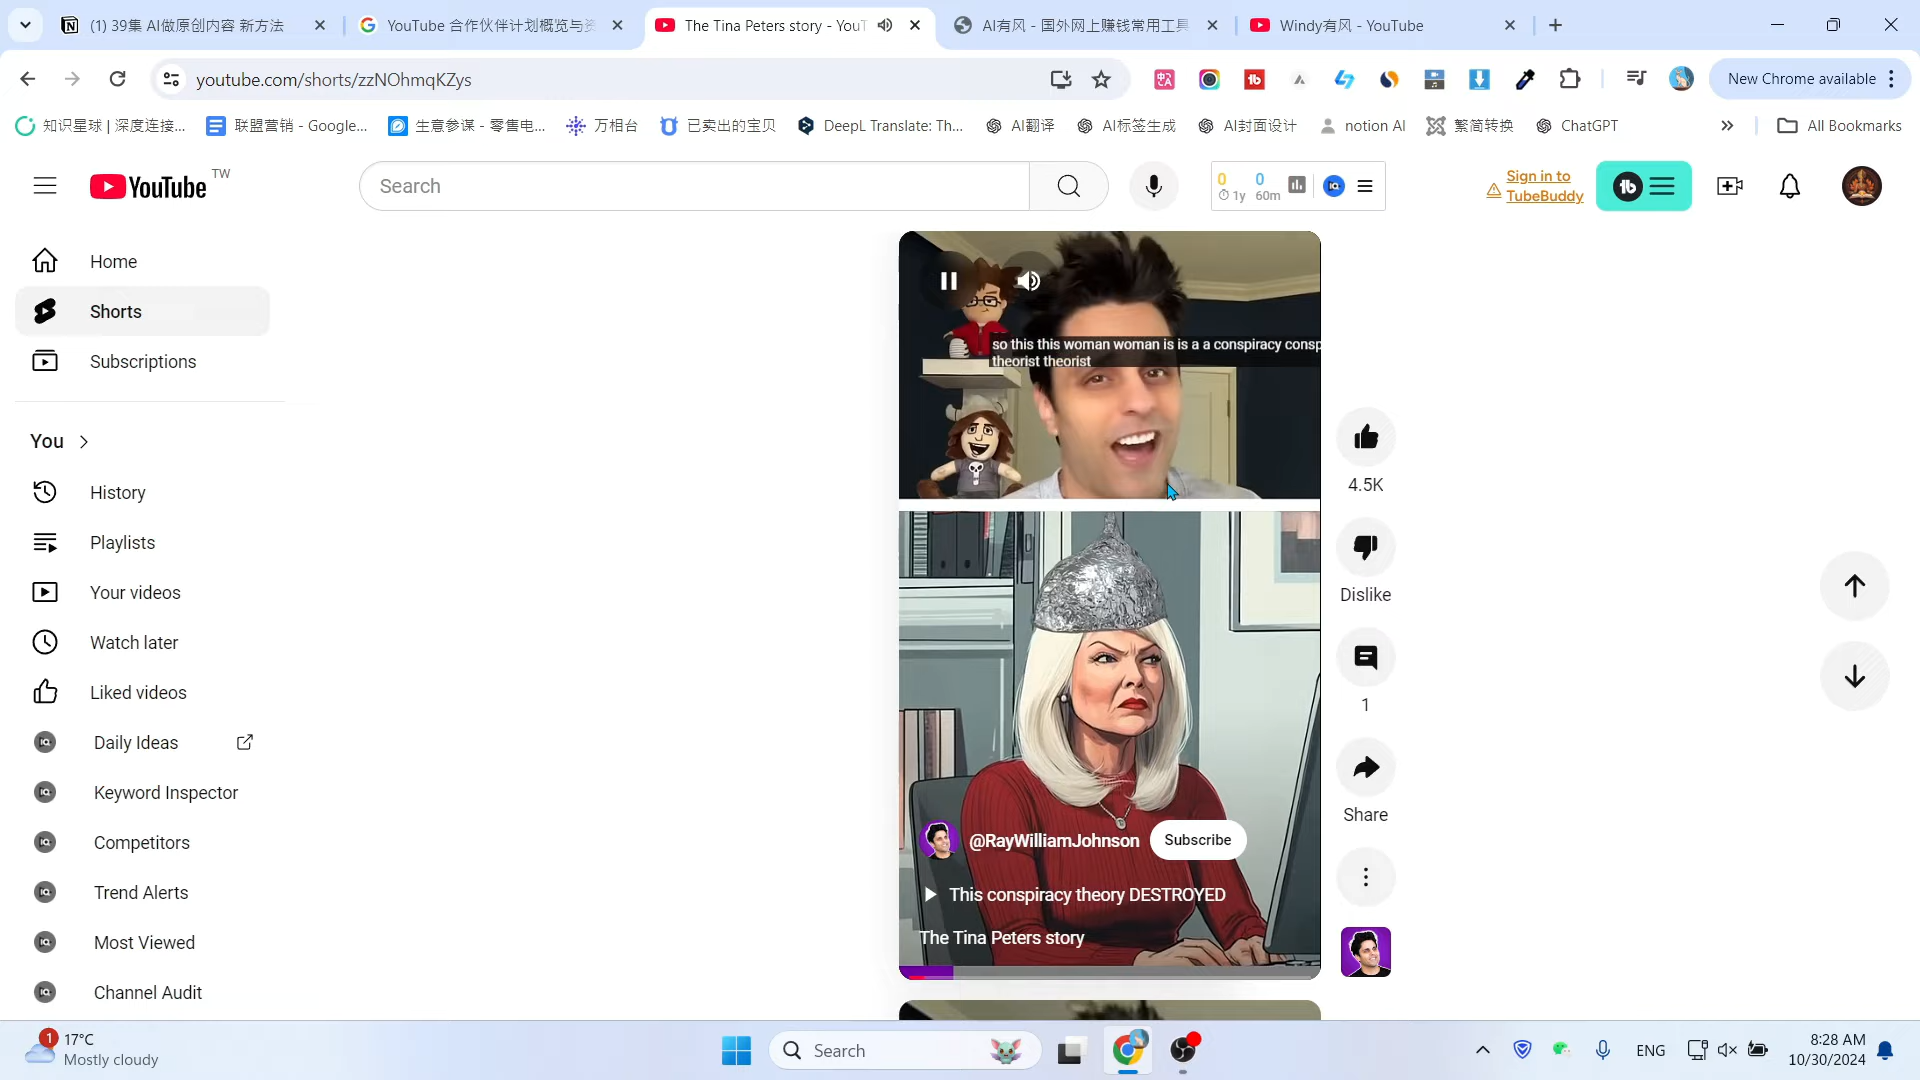 (1) 39集 AI做原创内容 新方法
YouTube 合作伙伴计划概览与资
The Tina Peters story - YouT
AI有风 - 国外网上赚钱常用工具
Windy有风 - YouTube
youtube.com/shorts/zzNOhmqKZys
New Chrome available
知识星球 | 深度连接...
联盟营销 - Google...
生意参谋 - 零售电...
万相台
已卖出的宝贝
DeepL Translate: Th...
AI翻译
AI标签生成
AI封面设计
notion AI
繁简转换
ChatGPT
All Bookmarks
YouTube TW
Search
0
1y
0
60m
Sign in to
TubeBuddy
Home
Shorts
Subscriptions
You
History
Playlists
Your videos
Watch later
Liked videos
Daily Ideas
Keyword Inspector
Competitors
Trend Alerts
Most Viewed
Channel Audit
so this this woman woman is is a a conspiracy consp
theorist theorist
@RayWilliamJohnson
Subscribe
This conspiracy theory DESTROYED
The Tina Peters story
4.5K
Dislike
1
Share
1
17°C
Mostly cloudy
Search
ENG
8:28 AM
10/30/2024